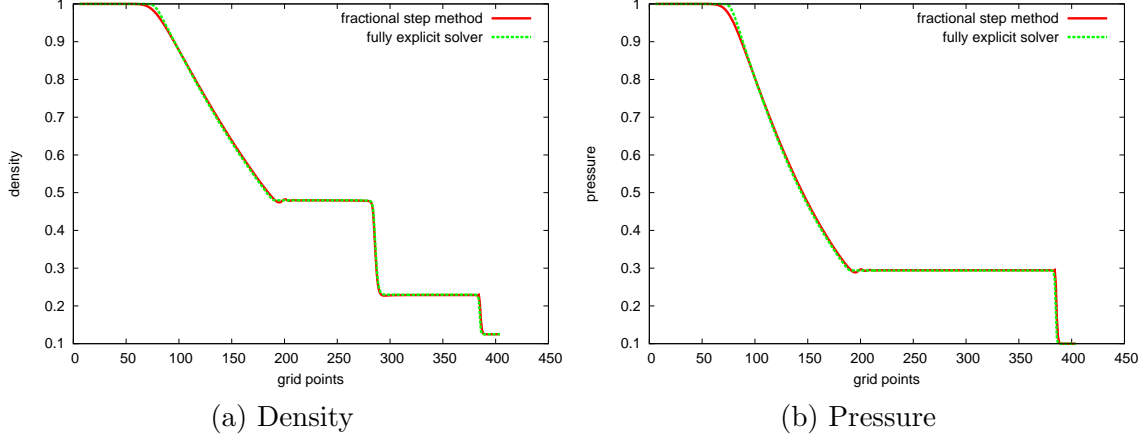 1
0.9
0.8
0.7
0.6
0.5
0.4
0.3
0.2
0.1
density
0 50 100 150 200 250 300 350 400 450
grid points
fractional step method
fully explicit solver
(a) Density
1
0.9
0.8
0.7
0.6
0.5
0.4
0.3
0.2
0.1
pressure
0 50 100 150 200 250 300 350 400 450
grid points
fractional step method
fully explicit solver
(b) Pressure